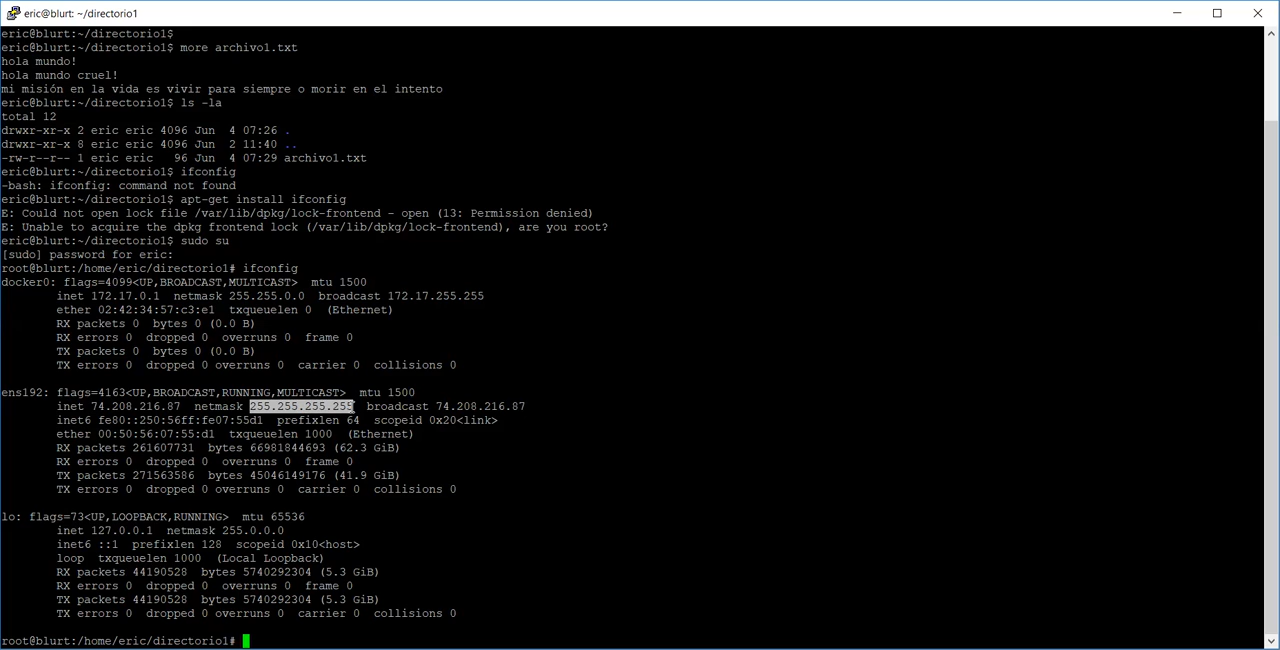 eric@blurt: ~/directorio1
eric@blurt:~/directorio1$
eric@blurt:~/directorio1$ more archivo1.txt
hola mundo!
hola mundo cruel!
mi misión en la vida es vivir para siempre o morir en el intento
eric@blurt:~/directorio1$ ls -la
total 12
drwxr-xr-x 2 eric eric 4096 Jun  4 07:26 .
drwxr-xr-x 8 eric eric 4096 Jun  2 11:40 ..
-rw-r--r-- 1 eric eric   96 Jun  4 07:29 archivo1.txt
eric@blurt:~/directorio1$ ifconfig
-bash: ifconfig: command not found
eric@blurt:~/directorio1$ apt-get install ifconfig
E: Could not open lock file /var/lib/dpkg/lock-frontend - open (13: Permission denied)
E: Unable to acquire the dpkg frontend lock (/var/lib/dpkg/lock-frontend), are you root?
eric@blurt:~/directorio1$ sudo su
[sudo] password for eric:
root@blurt:/home/eric/directorio1# ifconfig
docker0: flags=4099<UP,BROADCAST,MULTICAST>  mtu 1500
        inet 172.17.0.1  netmask 255.255.0.0  broadcast 172.17.255.255
        ether 02:42:34:57:c3:e1  txqueuelen 0  (Ethernet)
        RX packets 0  bytes 0 (0.0 B)
        RX errors 0  dropped 0  overruns 0  frame 0
        TX packets 0  bytes 0 (0.0 B)
        TX errors 0  dropped 0 overruns 0  carrier 0  collisions 0
ens192: flags=4163<UP,BROADCAST,RUNNING,MULTICAST>  mtu 1500
        inet 74.208.216.87  netmask 255.255.255.255  broadcast 74.208.216.87
        inet6 fe80::250:56ff:fe07:55d1  prefixlen 64  scopeid 0x20<link>
        ether 00:50:56:07:55:d1  txqueuelen 1000  (Ethernet)
        RX packets 261607731  bytes 66981844693 (62.3 GiB)
        RX errors 0  dropped 0  overruns 0  frame 0
        TX packets 271563586  bytes 45046149176 (41.9 GiB)
        TX errors 0  dropped 0 overruns 0  carrier 0  collisions 0
lo: flags=73<UP,LOOPBACK,RUNNING>  mtu 65536
        inet 127.0.0.1  netmask 255.0.0.0
        inet6 ::1  prefixlen 128  scopeid 0x10<host>
        loop  txqueuelen 1000  (Local Loopback)
        RX packets 44190528  bytes 5740292304 (5.3 GiB)
        RX errors 0  dropped 0  overruns 0  frame 0
        TX packets 44190528  bytes 5740292304 (5.3 GiB)
        TX errors 0  dropped 0 overruns 0  carrier 0  collisions 0
root@blurt:/home/eric/directorio1#